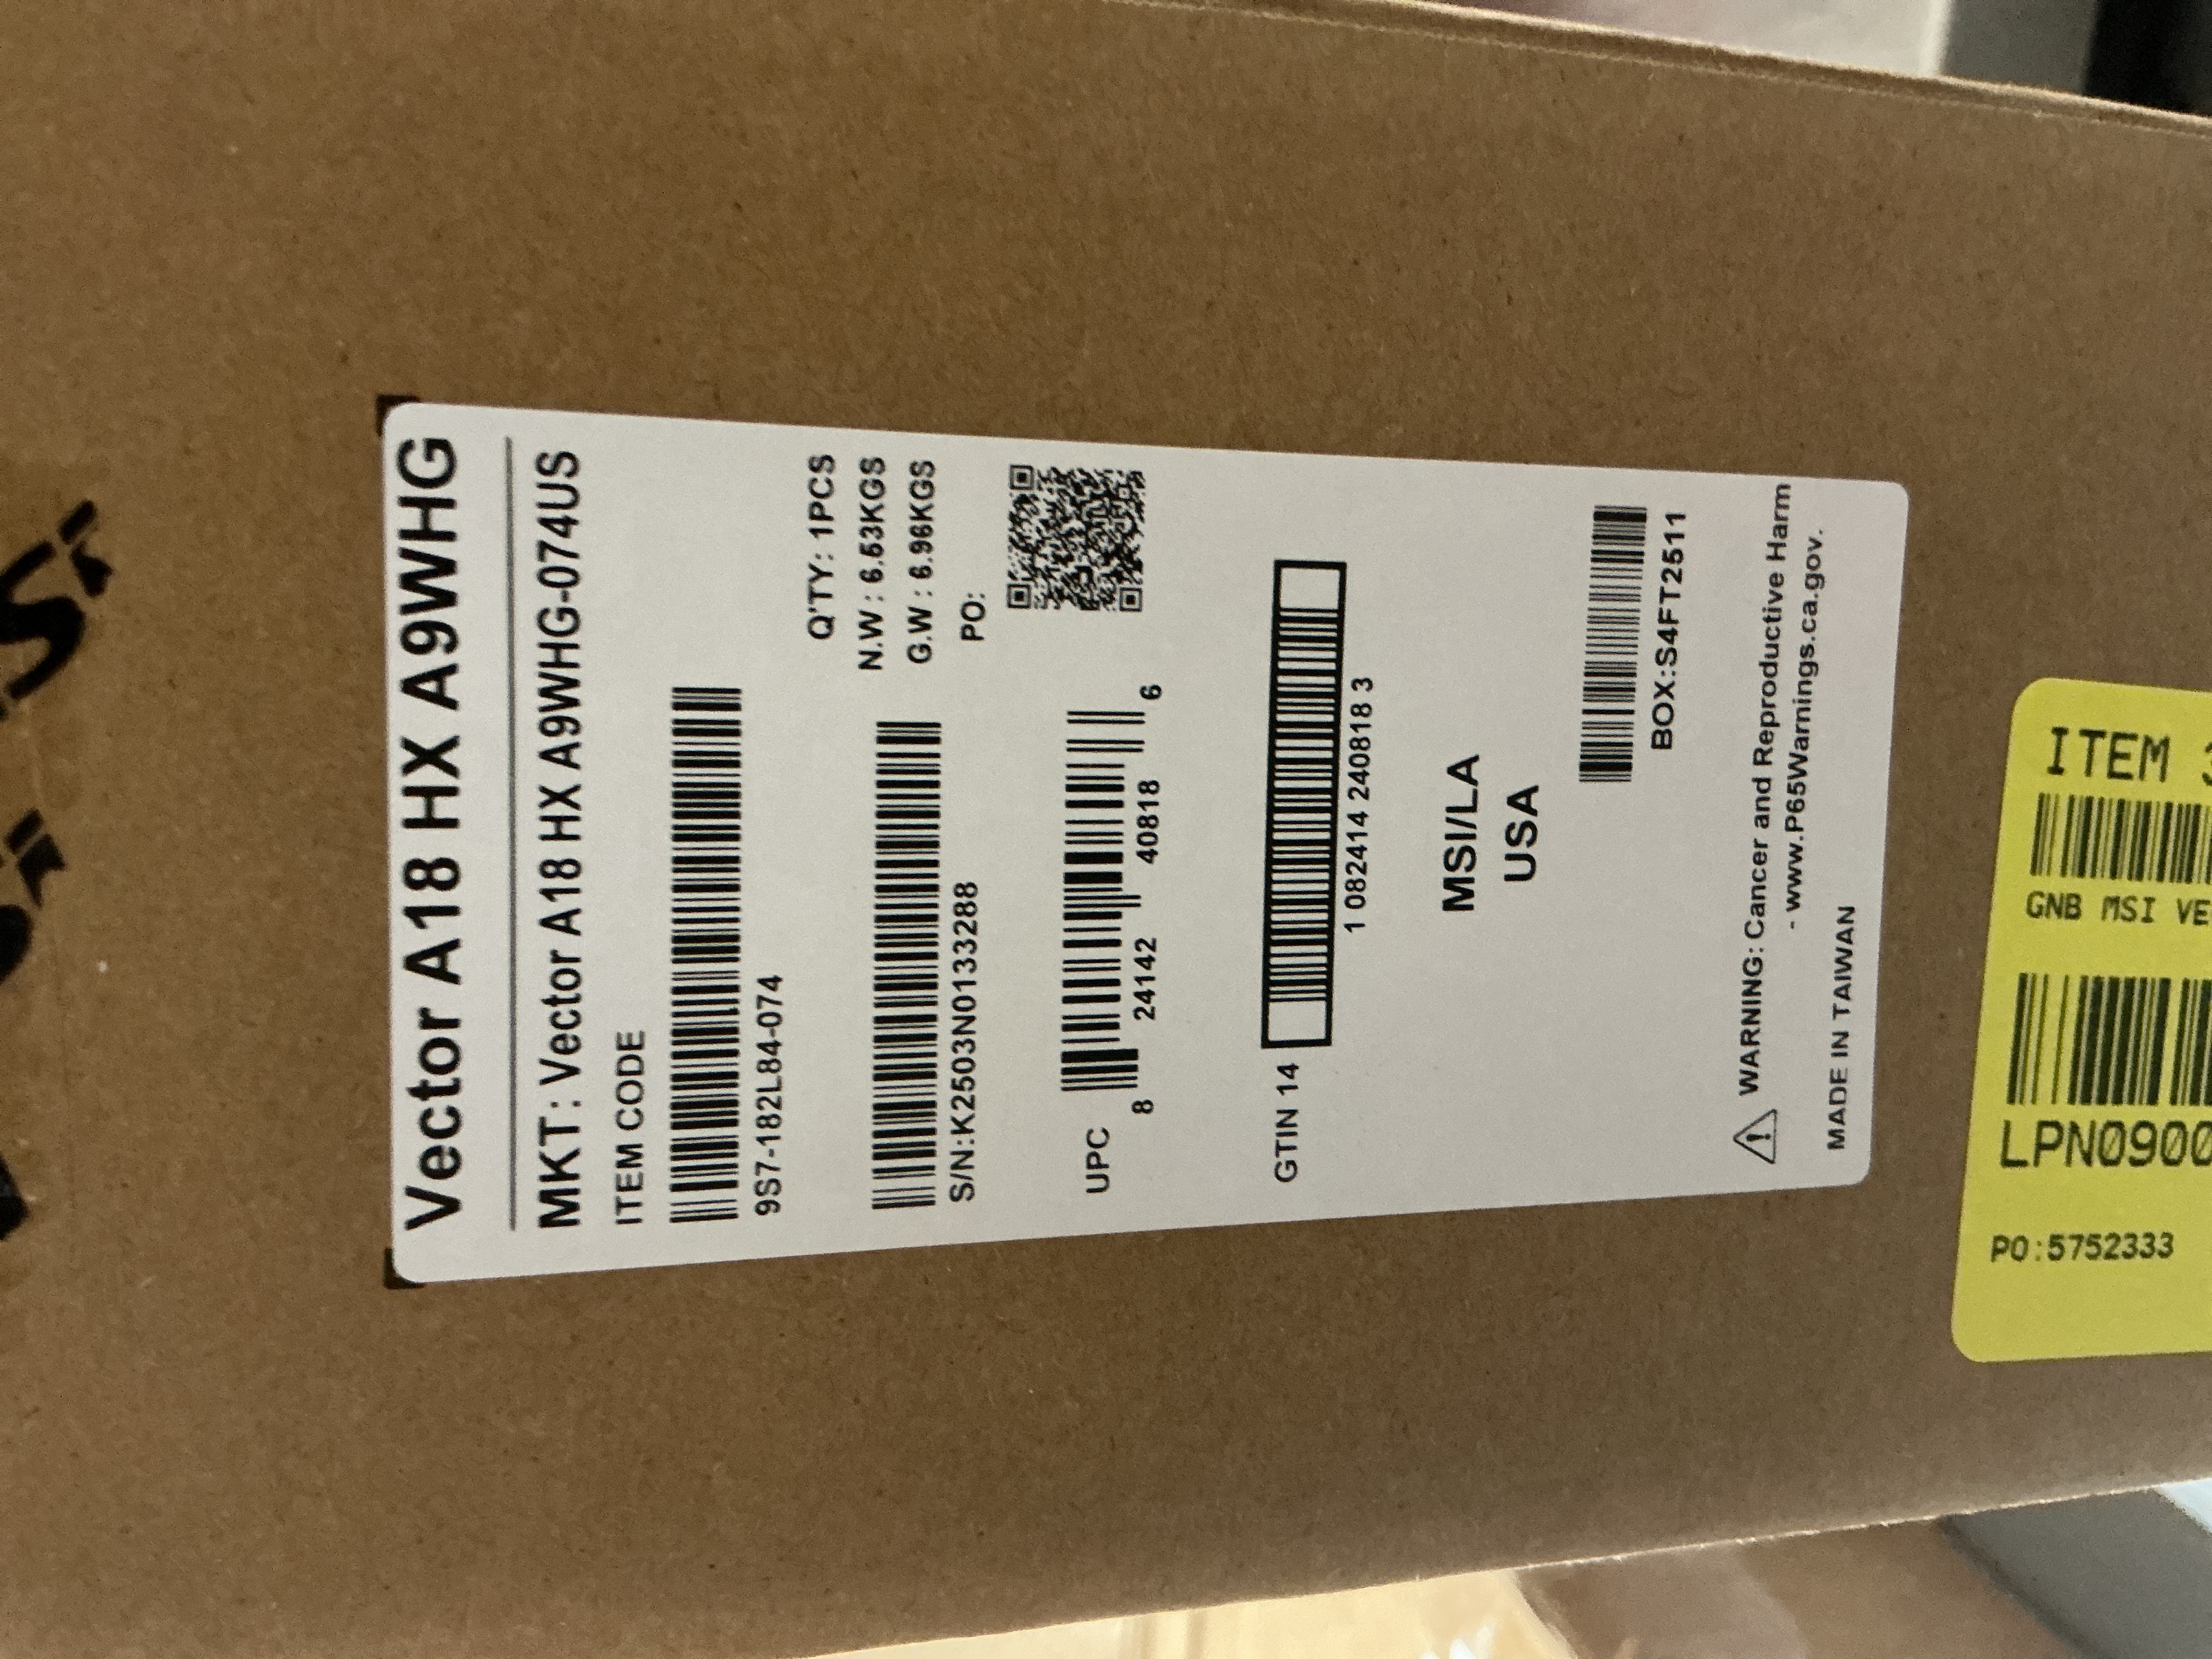 Vector A18 HX A9WHG
MKT: Vector A18 HX A9WHG-074US
ITEM CODE
9S7-182L84-074
Q'TY: 1PCS
N.W: 6.53KGS
G.W: 6.96KGS
PO:
S/N:K2503N0133288
UPC
8 24142 40818 6
GTIN 14
1 082414 240818 3
MSI/LA
USA
BOX:S4FT2511
WARNING: Cancer and Reproductive Harm
- www.P65Warnings.ca.gov.
MADE IN TAIWAN
ITEM
GNB MSI VE
LPN0900
PO:5752333